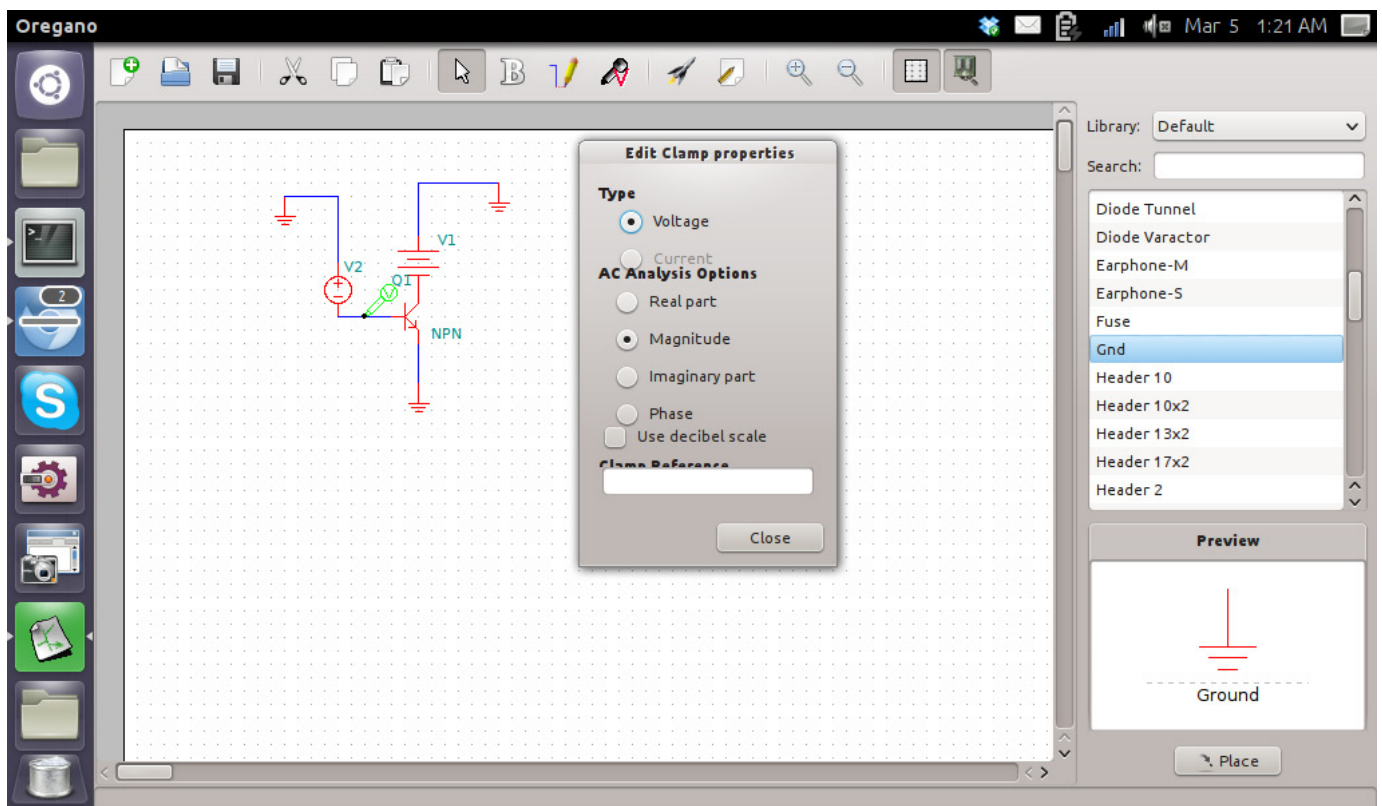 Oregano
Mar 5 1:21 AM
2
Library: Default
Search:
Diode Tunnel
Diode Varactor
Earphone-M
Earphone-S
Fuse
Gnd
Header 10
Header 10x2
Header 13x2
Header 17x2
Header 2
Preview
Ground
Place
Edit Clamp properties
Type
Voltage
Current
AC Analysis Options
Real part
Magnitude
Imaginary part
Phase
Use decibel scale
Clamp Reference
Close
V1
V2
Q1
V
NPN